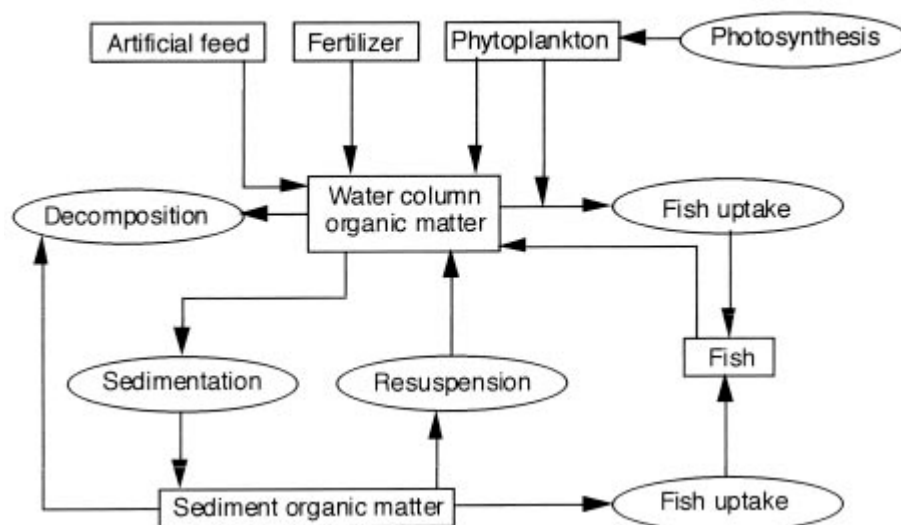 Artificial feed
Fertilizer
Phytoplankton
Photosynthesis
Water column
organic matter
Decomposition
Fish uptake
Fish
Sedimentation
Resuspension
Sediment organic matter
Fish uptake